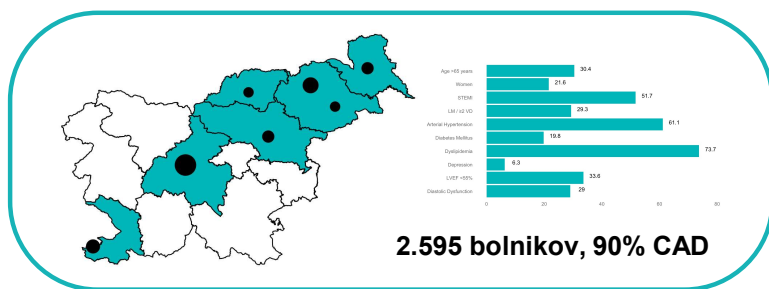 Age >65 years 30.4
Women 21.6
STEMI 51.7
LM / ≥2 VD 29.3
Arterial Hypertension 61.1
Diabetes Mellitus 19.8
Dyslipidemia 73.7
Depression 6.3
LVEF <55% 33.6
Diastolic Dysfunction 29
0 20 40 60 80
2.595 bolnikov, 90% CAD